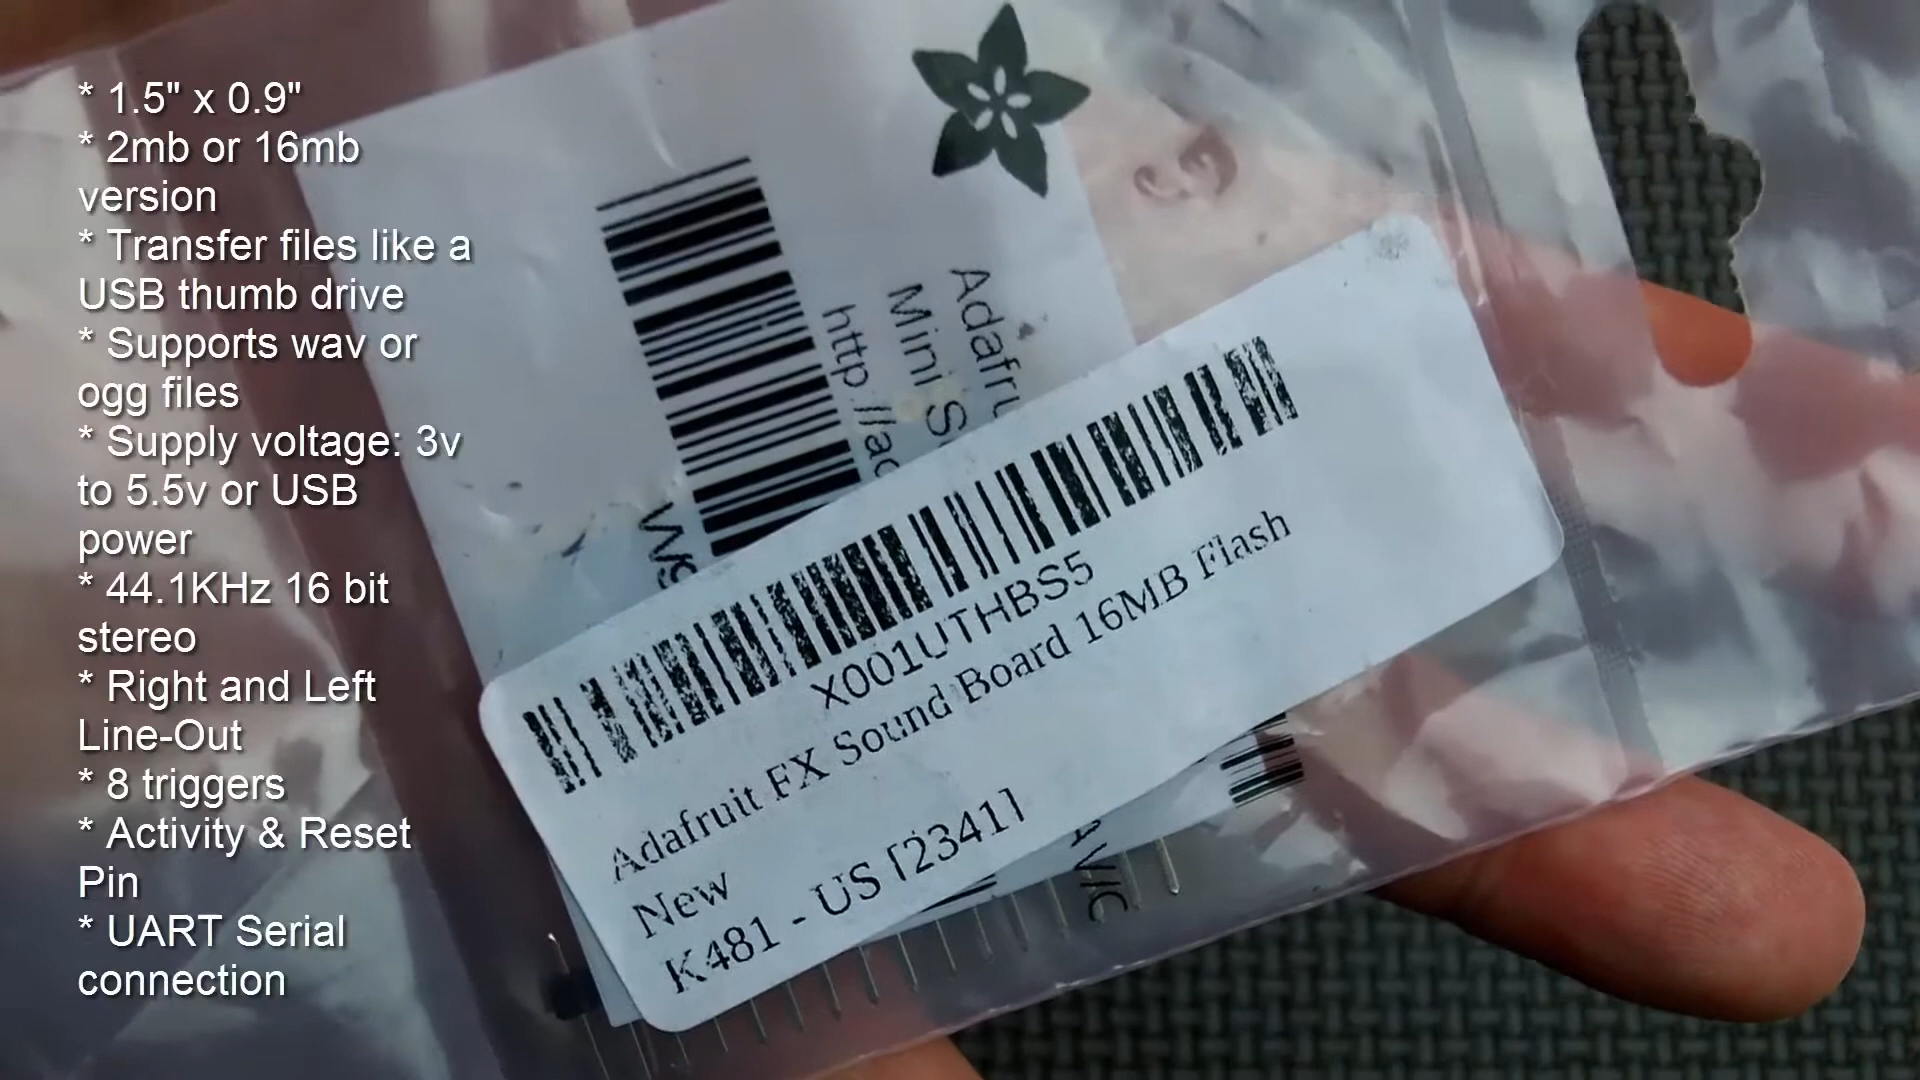 * 1.5" x 0.9"
* 2mb or 16mb
version
* Transfer files like a
USB thumb drive
* Supports wav or
ogg files
* Supply voltage: 3v
to 5.5v or USB
power
* 44.1KHz 16 bit
stereo
* Right and Left
Line-Out
* 8 triggers
* Activity & Reset
Pin
* UART Serial
connection
Mini
http://
X001UTHBS5
Adafruit FX Sound Board 16MB Flash
New
K481 - US [2341]